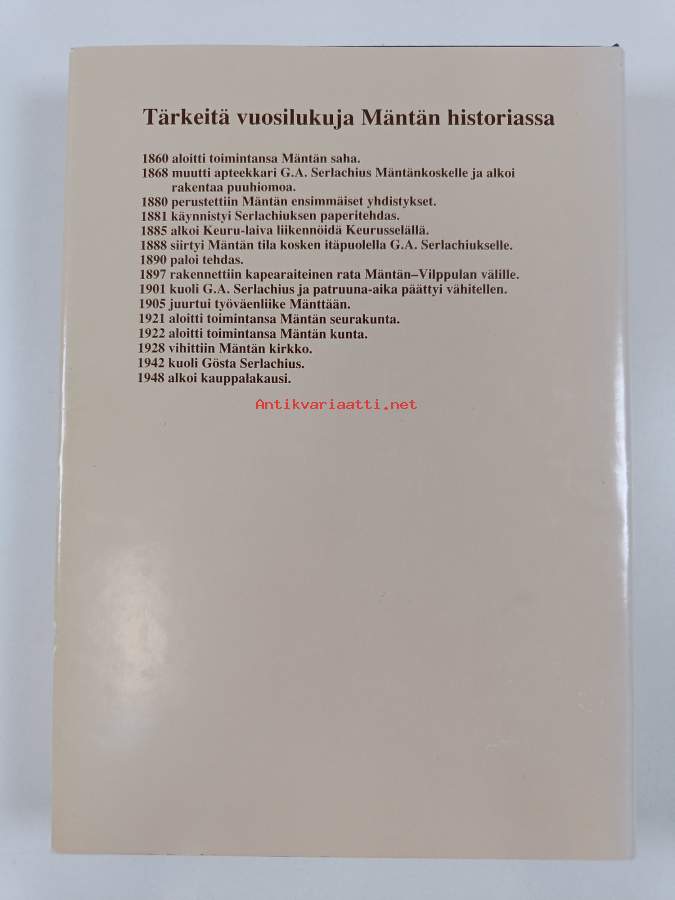 Tärkeitä vuosilukuja Mäntän historiassa
1860 aloitti toimintansa Mäntän saha.
1868 muutti apteekkari G.A. Serlachius Mäntänkoskelle ja alkoi
rakentaa puuhiomoa.
1880 perustettiin Mäntän ensimmäiset yhdistykset.
1881 käynnistyi Serlachiuksen paperitehdas.
1885 alkoi Keuru-laiva liikennöidä Keurusselällä.
1888 siirtyi Mäntän tila kosken itäpuolella G.A. Serlachiukselle.
1890 paloi tehdas.
1897 rakennettiin kapearaiteinen rata Mäntän–Vilppulan välille.
1901 kuoli G.A. Serlachius ja patruuna-aika päättyi vähitellen.
1905 juurtui työväenliike Mänttään.
1921 aloitti toimintansa Mäntän seurakunta.
1922 aloitti toimintansa Mäntän kunta.
1928 vihittiin Mäntän kirkko.
1942 kuoli Gösta Serlachius.
1948 alkoi kauppalakausi.
Antikvariaatti.net